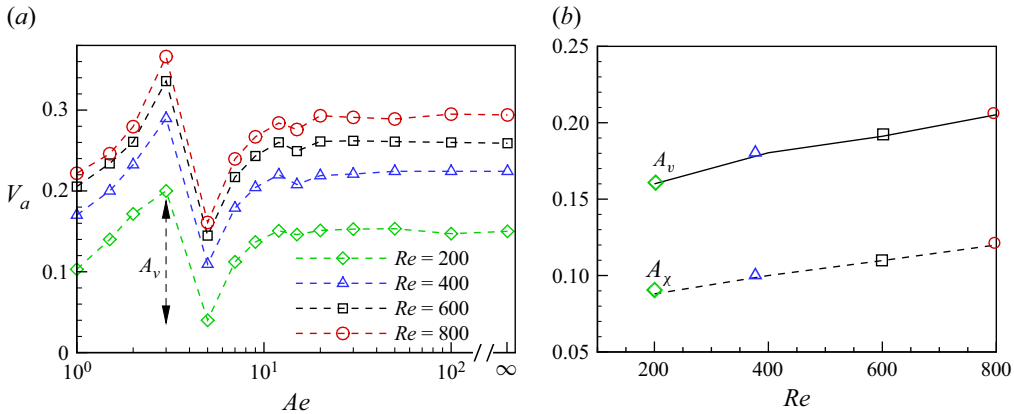 (a)
0.3
0.2
0.1
0
V_a
A_v
Re = 200
Re = 400
Re = 600
Re = 800
10^0 10^1 10^2 // ∞
Ae
(b)
0.25
0.20
0.15
0.10
0.05
A_v
A_χ
200 400 600 800
Re